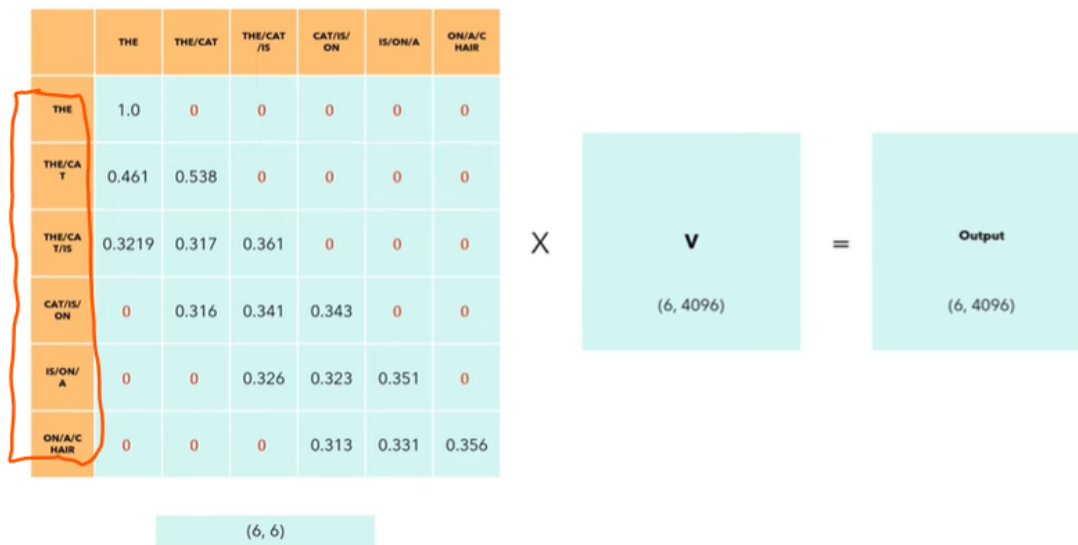 THE THE/CAT THE/CAT CAT/IS/ IS/ON/A ON/A/C
/IS ON HAIR
THE 1.0 0 0 0 0 0
THE/CA
T 0.461 0.538 0 0 0 0
THE/CA
T/IS 0.3219 0.317 0.361 0 0 0
X V = Output
CAT/IS/
ON 0 0.316 0.341 0.343 0 0
(6, 4096) (6, 4096)
IS/ON/
A 0 0 0.326 0.323 0.351 0
ON/A/C
HAIR 0 0 0 0.313 0.331 0.356
(6, 6)